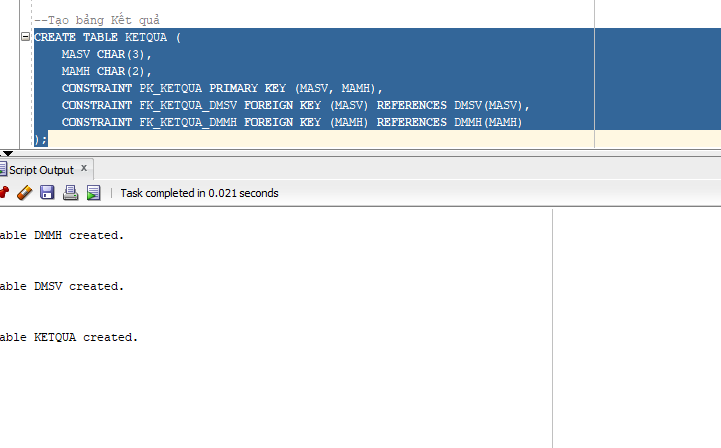 --Tạo bảng Kết quả
CREATE TABLE KETQUA (
MASV CHAR(3),
MAMH CHAR(2),
CONSTRAINT PK_KETQUA PRIMARY KEY (MASV, MAMH),
CONSTRAINT FK_KETQUA_DMSV FOREIGN KEY (MASV) REFERENCES DMSV(MASV),
CONSTRAINT FK_KETQUA_DMMH FOREIGN KEY (MAMH) REFERENCES DMMH(MAMH)
);
Script Output x
Task completed in 0.021 seconds
able DMMH created.
able DMSV created.
able KETQUA created.